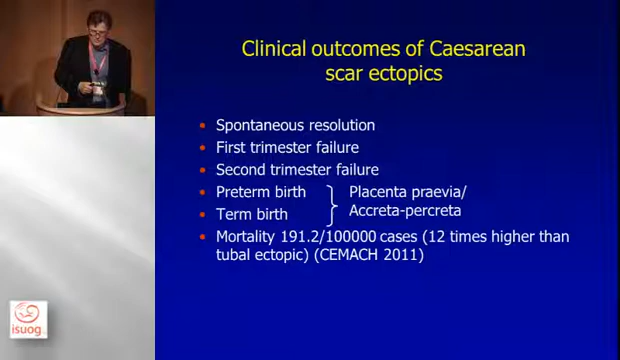 Clinical outcomes of Caesarean
scar ectopics
• Spontaneous resolution
• First trimester failure
• Second trimester failure
• Preterm birth
• Term birth
Placenta praevia/
Accreta-percreta
• Mortality 191.2/100000 cases (12 times higher than
tubal ectopic) (CEMACH 2011)
isuog